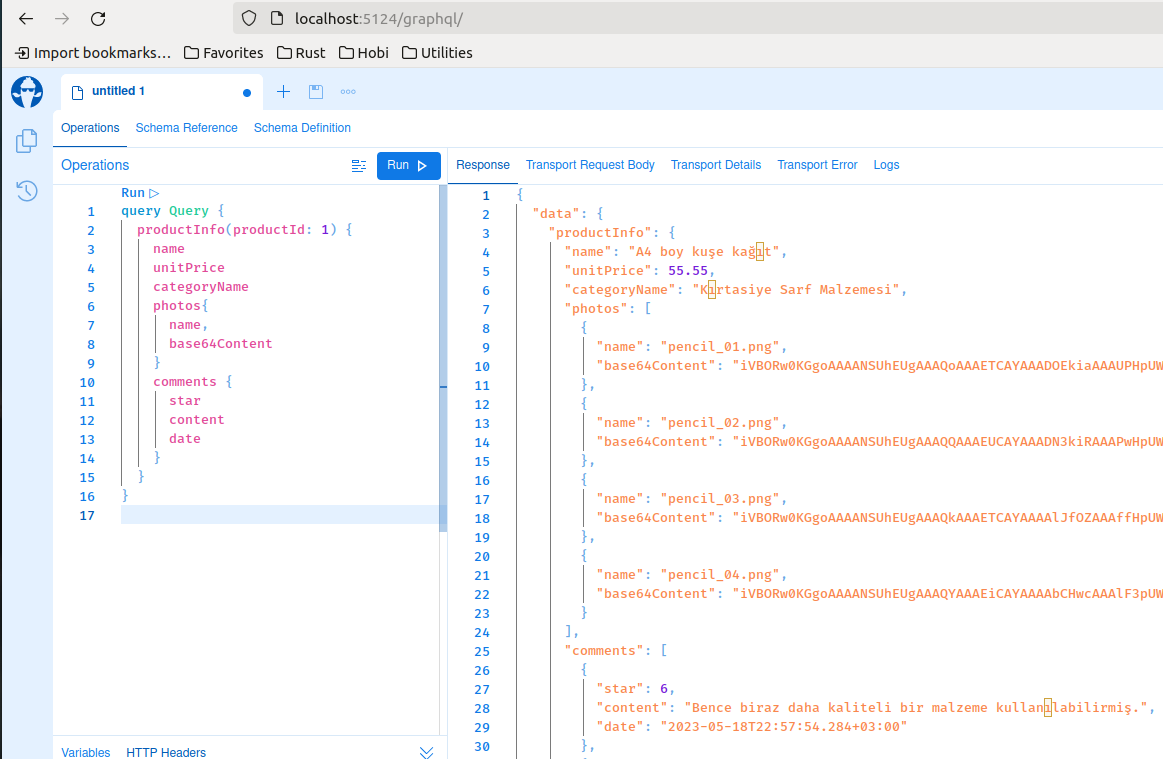 localhost:5124/graphql/
Import bookmarks… Favorites Rust Hobi Utilities
untitled 1
Operations Schema Reference Schema Definition
Operations Run
Run ▷
1 query Query {
2 productInfo(productId: 1) {
3 name
4 unitPrice
5 categoryName
6 photos{
7 name,
8 base64Content
9 }
10 comments {
11 star
12 content
13 date
14 }
15 }
16 }
17
Variables HTTP Headers
Response Transport Request Body Transport Details Transport Error Logs
1 {
2 "data": {
3 "productInfo": {
4 "name": "A4 boy kuşe kağıt",
5 "unitPrice": 55.55,
6 "categoryName": "Kırtasiye Sarf Malzemesi",
7 "photos": [
8 {
9 "name": "pencil_01.png",
10 "base64Content": "iVBORw0KGgoAAAANSUhEUgAAAQoAAAETCAYAAADOEkiaAAAUPHpUW
11 },
12 {
13 "name": "pencil_02.png",
14 "base64Content": "iVBORw0KGgoAAAANSUhEUgAAAQQAAAEUCAYAAADN3kiRAAAPwHpUW
15 },
16 {
17 "name": "pencil_03.png",
18 "base64Content": "iVBORw0KGgoAAAANSUhEUgAAAQkAAAETCAYAAAAlJfOZAAAffHpUW
19 },
20 {
21 "name": "pencil_04.png",
22 "base64Content": "iVBORw0KGgoAAAANSUhEUgAAAQYAAAEiCAYAAAAbCHwcAAAlF3pUW
23 }
24 ],
25 "comments": [
26 {
27 "star": 6,
28 "content": "Bence biraz daha kaliteli bir malzeme kullanılabilirmiş.",
29 "date": "2023-05-18T22:57:54.284+03:00"
30 },